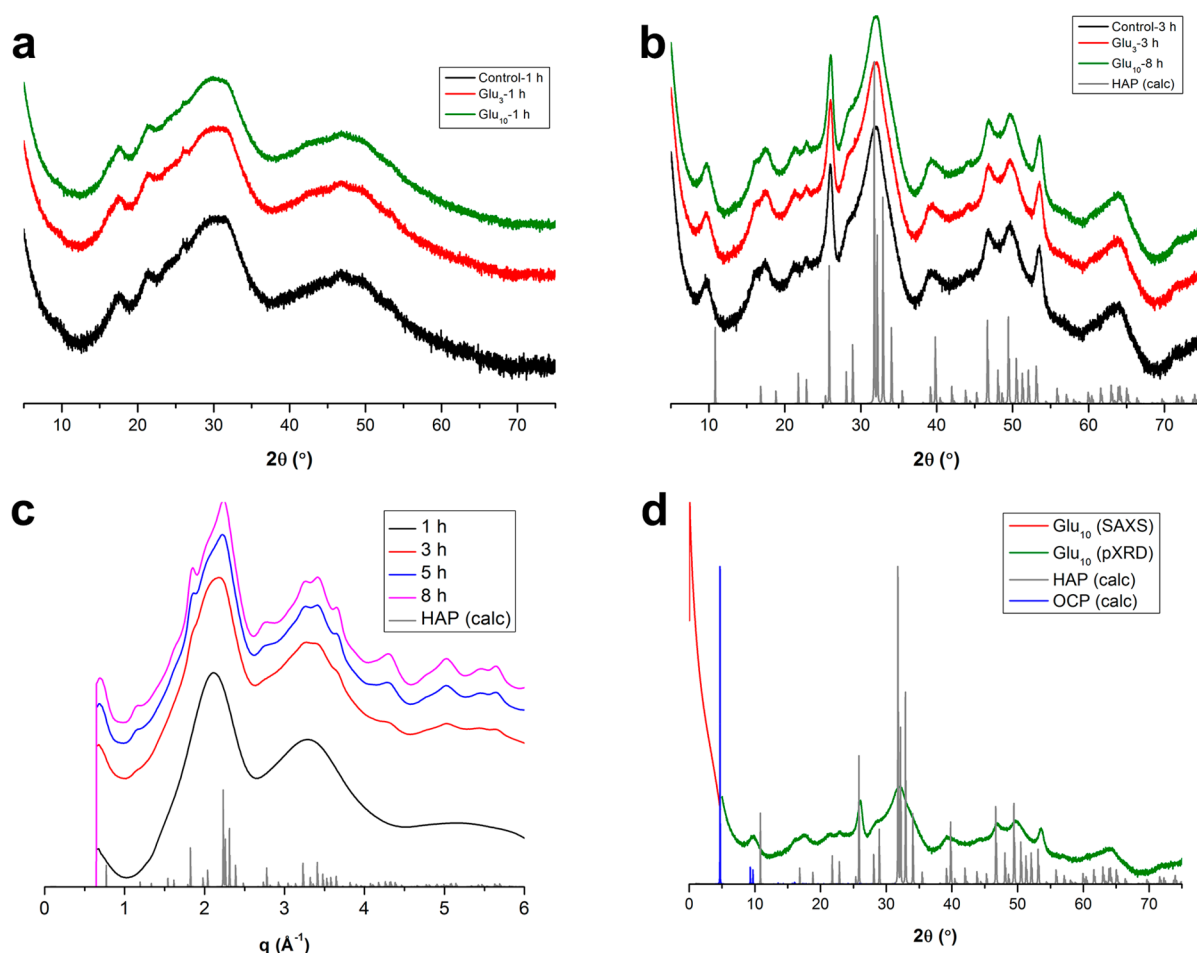 a
Control-1 h
Glu₃-1 h
Glu₁₀-1 h
10 20 30 40 50 60 70
2θ (°)
b
Control-3 h
Glu₃-3 h
Glu₁₀-8 h
HAP (calc)
10 20 30 40 50 60 70
2θ (°)
c
1 h
3 h
5 h
8 h
HAP (calc)
0 1 2 3 4 5 6
q (Å⁻¹)
d
Glu₁₀ (SAXS)
Glu₁₀ (pXRD)
HAP (calc)
OCP (calc)
0 10 20 30 40 50 60 70
2θ (°)